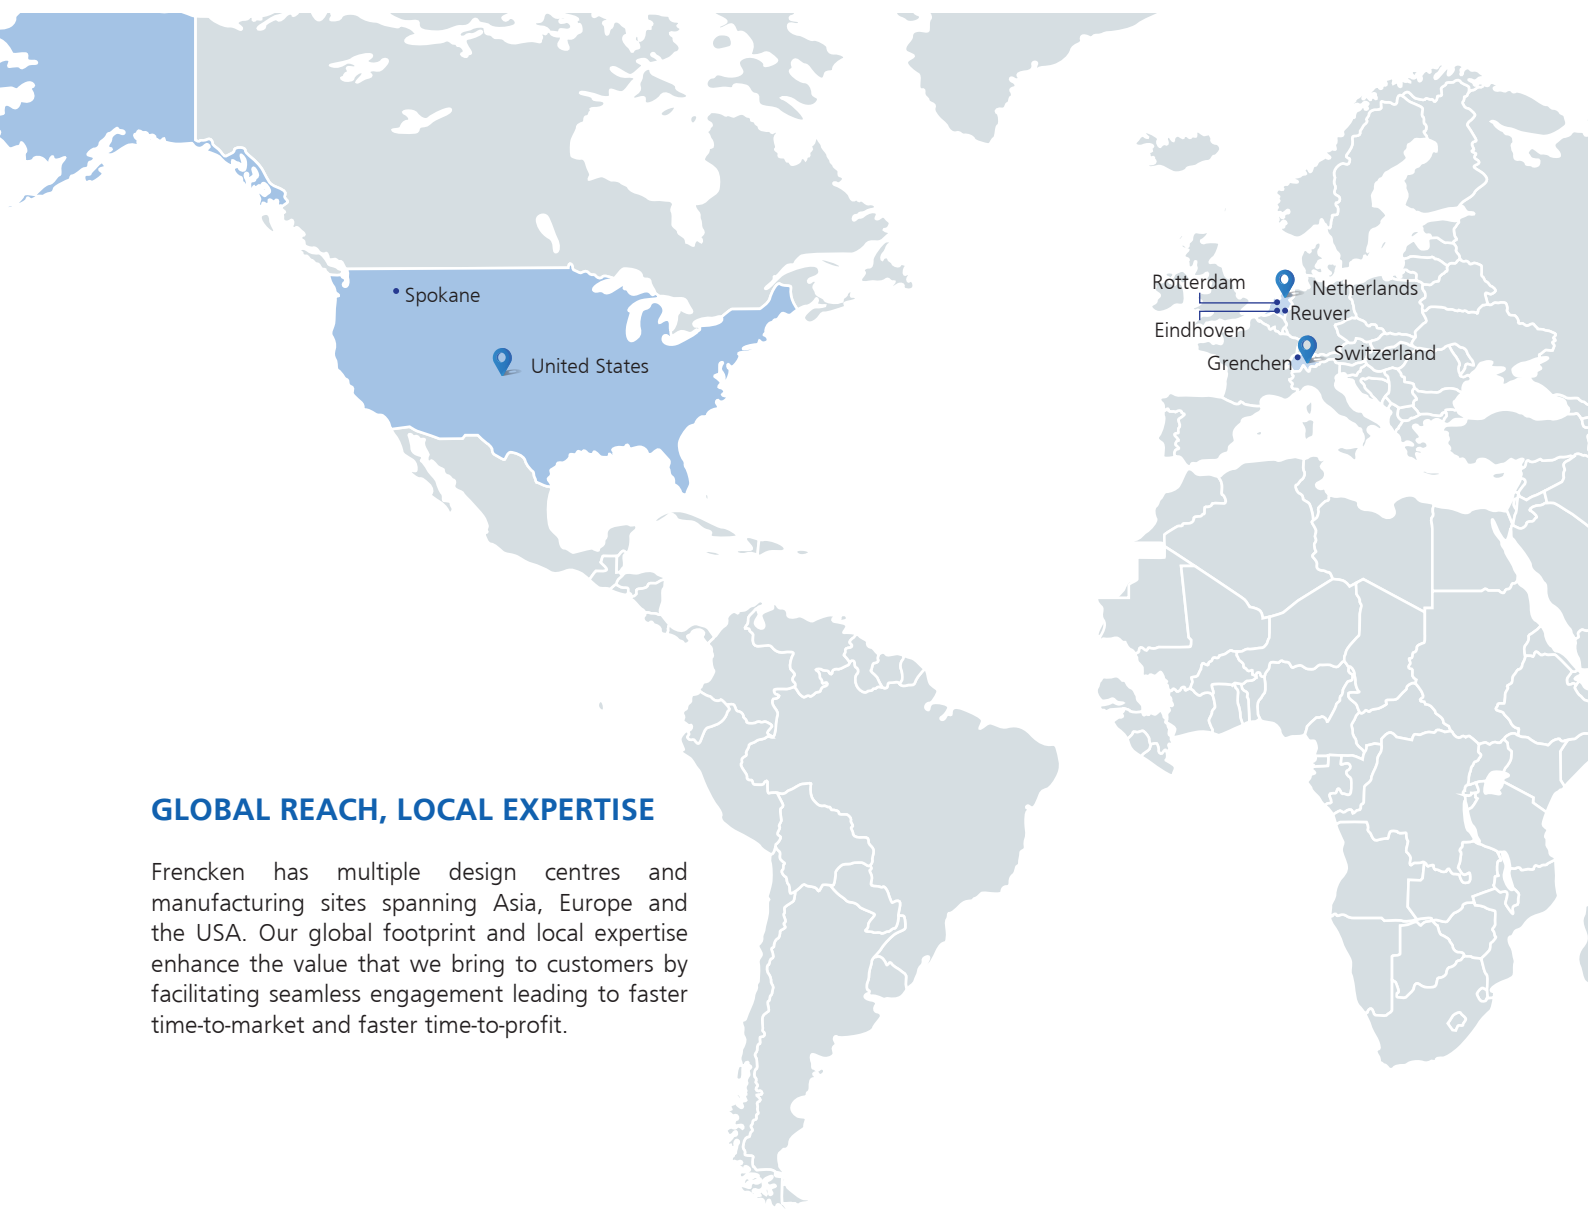 Spokane
United States
Rotterdam
Netherlands
Reuver
Eindhoven
Switzerland
Grenchen
GLOBAL REACH, LOCAL EXPERTISE
Frencken has multiple design centres and
manufacturing sites spanning Asia, Europe and
the USA. Our global footprint and local expertise
enhance the value that we bring to customers by
facilitating seamless engagement leading to faster
time-to-market and faster time-to-profit.